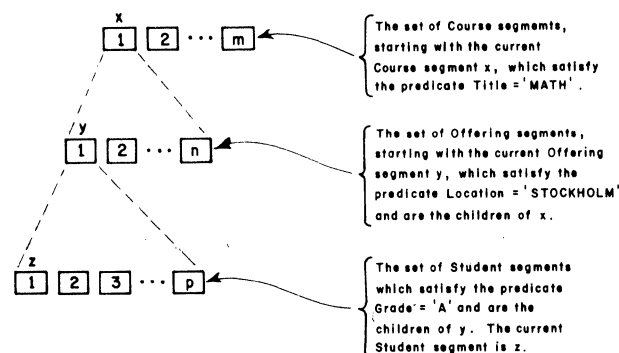 x
1 2 ... m
The set of Course segments,
starting with the current
Course segment x, which satisfy
the predicate Title = 'MATH'.
y
1 2 ... n
The set of Offering segments,
starting with the current Offering
segment y, which satisfy the
predicate Location = 'STOCKHOLM'
and are the children of x.
z
1 2 3 ... p
The set of Student segments
which satisfy the predicate
Grade = 'A' and are the
children of y. The current
Student segment is z.